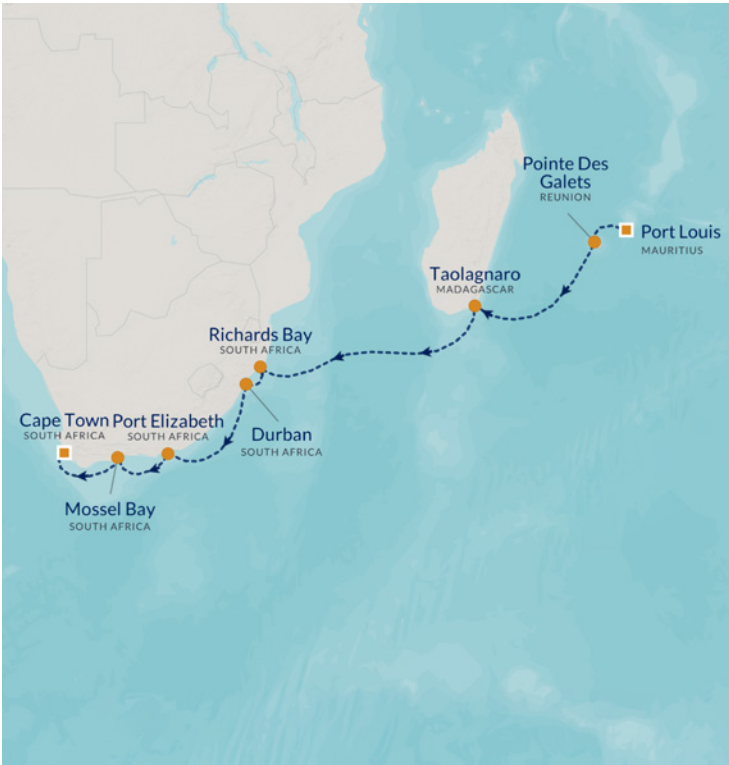 Pointe Des
Galets
REUNION
Port Louis
MAURITIUS
Taolagnaro
MADAGASCAR
Richards Bay
SOUTH AFRICA
Cape Town
SOUTH AFRICA
Port Elizabeth
SOUTH AFRICA
Durban
SOUTH AFRICA
Mossel Bay
SOUTH AFRICA